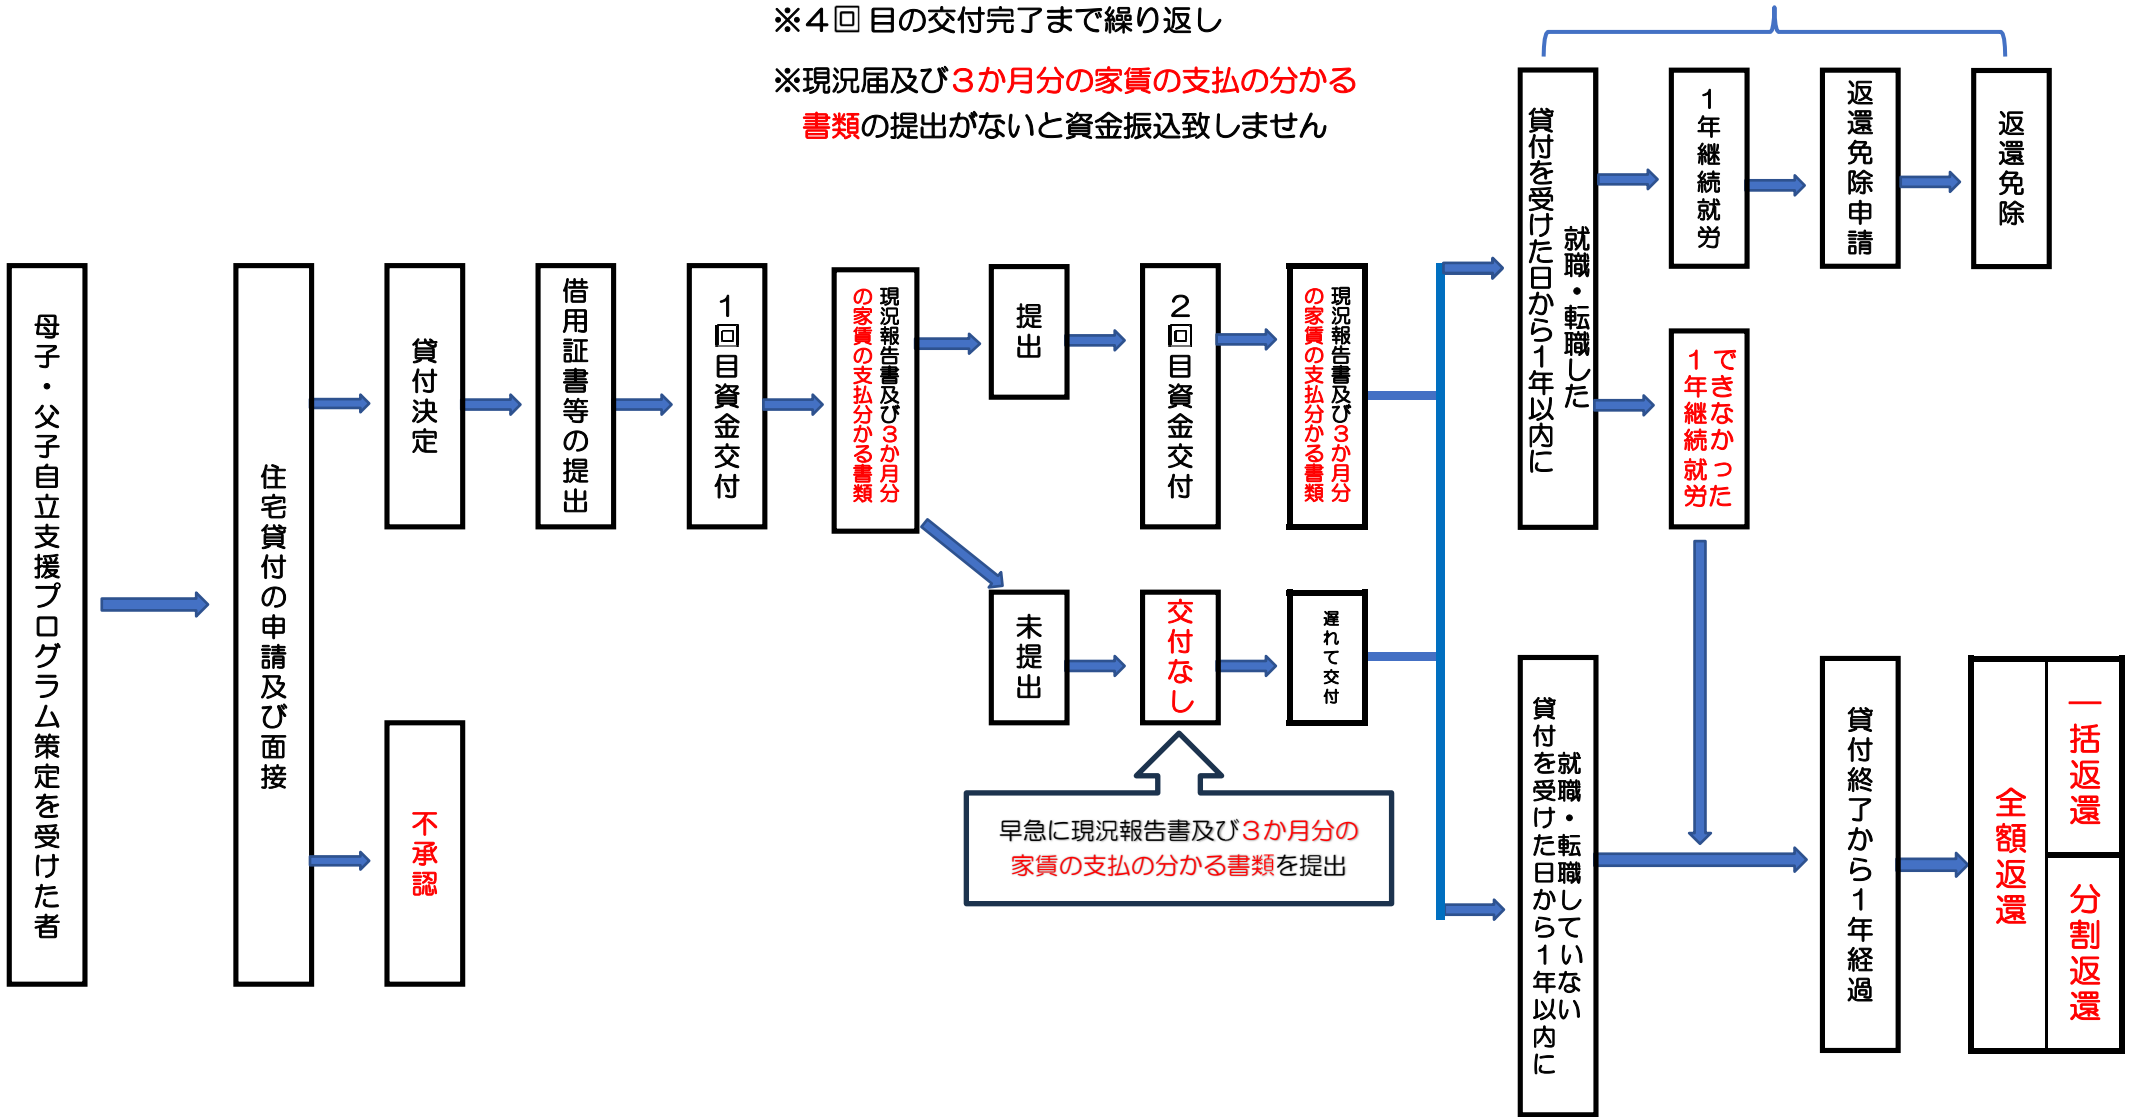 ※４回目の交付完了まで繰り返し
※現況届及び３か月分の家賃の支払の分かる
書類の提出がないと資金振込致しません
母子・父子自立支援プログラム策定を受けた者
住宅貸付の申請及び面接
貸付決定
不承認
借用証書等の提出
１回目資金交付
現況報告書及び３か月分
の家賃の支払分かる書類
提出
未提出
２回目資金交付
交付なし
早急に現況報告書及び３か月分の
家賃の支払の分かる書類を提出
現況報告書及び３か月分
の家賃の支払分かる書類
遅れて交付
就職・転職した
貸付を受けた日から１年以内に
１年継続就労
返還免除申請
返還免除
できなかった
１年継続就労
就職・転職していない
貸付を受けた日から１年以内に
貸付終了から１年経過
全額返還
一括返還
分割返還